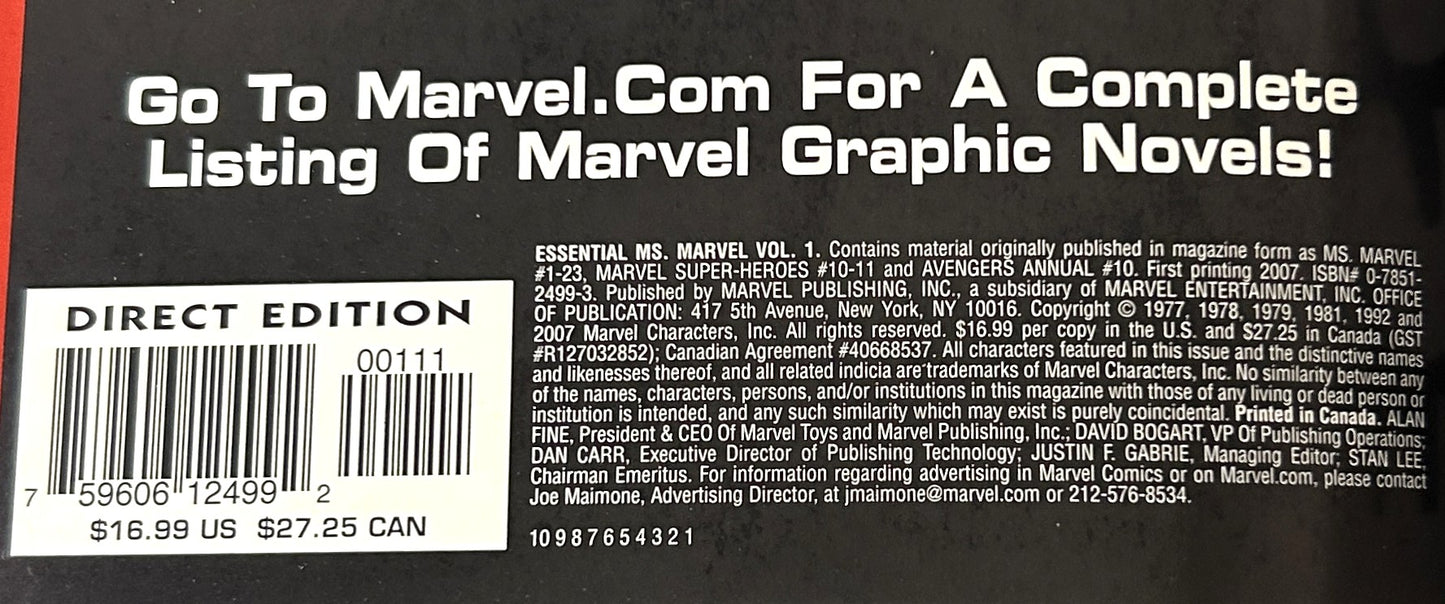 Go To Marvel.Com For A Complete
Listing Of Marvel Graphic Novels!
ESSENTIAL MS. MARVEL VOL. 1. Contains material originally published in magazine form as MS. MARVEL
#1-23, MARVEL SUPER-HEROES #10-11 and AVENGERS ANNUAL #10. First printing 2007. ISBN# 0-7851-
2499-3. Published by MARVEL PUBLISHING, INC., a subsidiary of MARVEL ENTERTAINMENT, INC. OFFICE
OF PUBLICATION: 417 5th Avenue, New York, NY 10016. Copyright © 1977, 1978, 1979, 1981, 1992 and
2007 Marvel Characters, Inc. All rights reserved. $16.99 per copy in the U.S. and $27.25 in Canada (GST
#R127032852); Canadian Agreement #40668537. All characters featured in this issue and the distinctive names
and likenesses thereof, and all related indicia are trademarks of Marvel Characters, Inc. No similarity between any
of the names, characters, persons, and/or institutions in this magazine with those of any living or dead person or
institution is intended, and any such similarity which may exist is purely coincidental. Printed in Canada. ALAN
FINE, President & CEO Of Marvel Toys and Marvel Publishing, Inc.; DAVID BOGART, VP Of Publishing Operations;
DAN CARR, Executive Director of Publishing Technology; JUSTIN F. GABRIE, Managing Editor; STAN LEE,
Chairman Emeritus. For information regarding advertising in Marvel Comics or on Marvel.com, please contact
Joe Maimone, Advertising Director, at jmaimone@marvel.com or 212-576-8534.
10 9 8 7 6 5 4 3 2 1
DIRECT EDITION
00111
7 59606 12499 2
$16.99 US $27.25 CAN